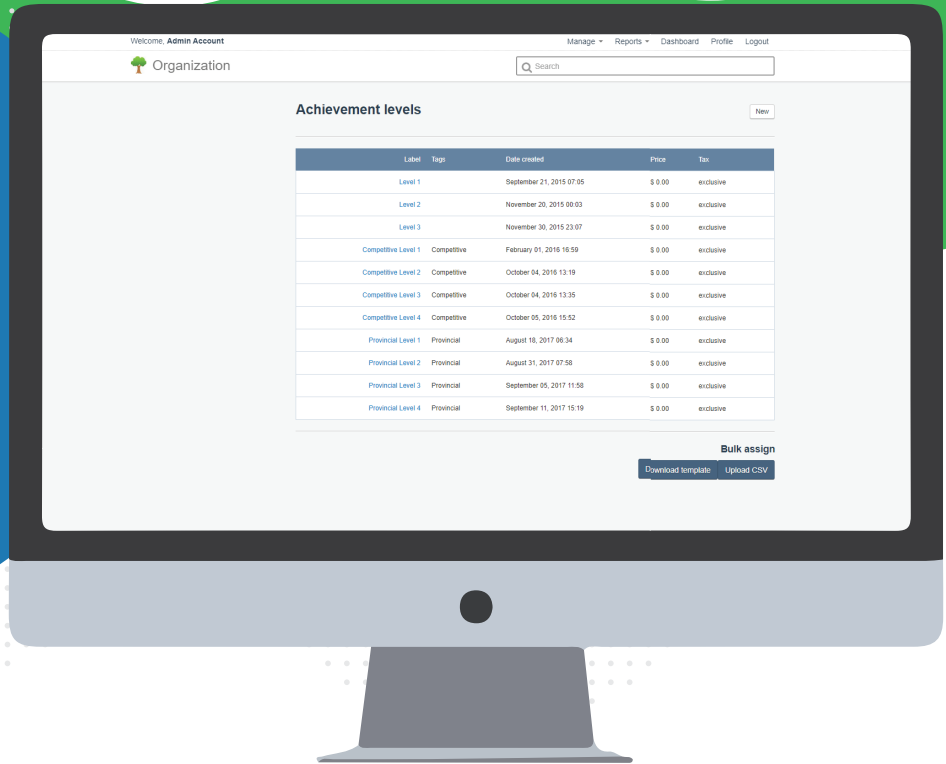 Welcome, Admin Account Manage Reports Dashboard Profile Logout
Organization Search
Achievement levels New
Label Tags Date created Price Tax
Level 1 September 21, 2015 07:05 $ 0.00 exclusive
Level 2 November 20, 2015 00:03 $ 0.00 exclusive
Level 3 November 30, 2015 23:07 $ 0.00 exclusive
Competitive Level 1 Competitive February 01, 2016 16:59 $ 0.00 exclusive
Competitive Level 2 Competitive October 04, 2016 13:19 $ 0.00 exclusive
Competitive Level 3 Competitive October 04, 2016 13:35 $ 0.00 exclusive
Competitive Level 4 Competitive October 05, 2016 15:52 $ 0.00 exclusive
Provincial Level 1 Provincial August 18, 2017 06:34 $ 0.00 exclusive
Provincial Level 2 Provincial August 31, 2017 07:58 $ 0.00 exclusive
Provincial Level 3 Provincial September 05, 2017 11:58 $ 0.00 exclusive
Provincial Level 4 Provincial September 11, 2017 15:19 $ 0.00 exclusive
Bulk assign
Download template Upload CSV